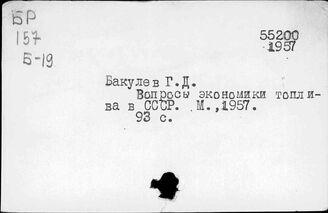 БР
157
Б-19
55200
1957
Бакулев Г.Д.
Вопросы экономики топли-
ва в СССР. М.,1957.
93 с.